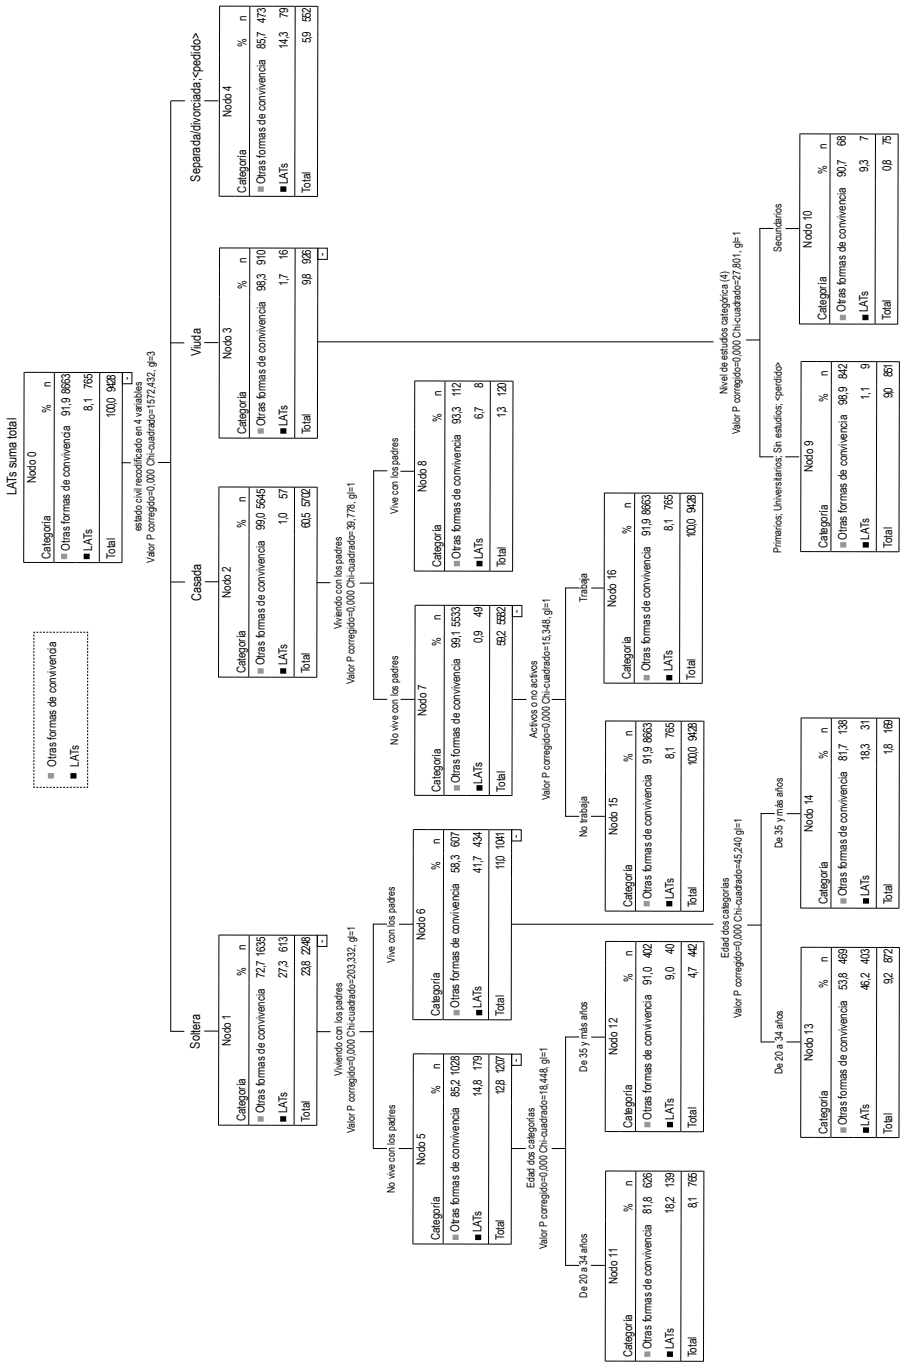 LATs suma total
Otras formas de convivencia
LATs
Nodo 0
Categoría % n
Otras formas de convivencia 91,9 8663
LATs 8,1 765
Total 100,0 9428
-
estado civil recodificado en 4 variables
Valor P corregido=0,000 Chi-cuadrado=1572,432, gl=3
Soltera
Nodo 1
Categoría % n
Otras formas de convivencia 72,7 1635
LATs 27,3 613
Total 23,8 2248
-
Casada
Nodo 2
Categoría % n
Otras formas de convivencia 99,0 5645
LATs 1,0 57
Total 60,5 5702
Viuda
Nodo 3
Categoría % n
Otras formas de convivencia 98,3 910
LATs 1,7 16
Total 9,8 926
-
Separada/divorciada;<pedido>
Nodo 4
Categoría % n
Otras formas de convivencia 85,7 473
LATs 14,3 79
Total 5,9 552
Viviendo con los padres
Valor P corregido=0,000 Chi-cuadrado=203,332, gl=1
No vive con los padres
Nodo 5
Categoría % n
Otras formas de convivencia 85,2 1028
LATs 14,8 179
Total 12,8 1207
-
Vive con los padres
Nodo 6
Categoría % n
Otras formas de convivencia 58,3 607
LATs 41,7 434
Total 11,0 1041
-
Viviendo con los padres
Valor P corregido=0,000 Chi-cuadrado=39,778, gl=1
No vive con los padres
Nodo 7
Categoría % n
Otras formas de convivencia 99,1 5533
LATs 0,9 49
Total 59,2 5582
-
Vive con los padres
Nodo 8
Categoría % n
Otras formas de convivencia 93,3 112
LATs 6,7 8
Total 1,3 120
Edad dos categorías
Valor P corregido=0,000 Chi-cuadrado=18,448, gl=1
De 20 a 34 años
Nodo 11
Categoría % n
Otras formas de convivencia 81,8 626
LATs 18,2 139
Total 8,1 765
De 35 y más años
Nodo 12
Categoría % n
Otras formas de convivencia 91,0 402
LATs 9,0 40
Total 4,7 442
Activos o no activos
Valor P corregido=0,000 Chi-cuadrado=15,348, gl=1
No trabaja
Nodo 15
Categoría % n
Otras formas de convivencia 91,9 8663
LATs 8,1 765
Total 100,0 9428
Trabaja
Nodo 16
Categoría % n
Otras formas de convivencia 91,9 8663
LATs 8,1 765
Total 100,0 9428
Edad dos categorías
Valor P corregido=0,000 Chi-cuadrado=45,240 gl=1
De 20 a 34 años
Nodo 13
Categoría % n
Otras formas de convivencia 53,8 469
LATs 46,2 403
Total 9,2 872
De 35 y más años
Nodo 14
Categoría % n
Otras formas de convivencia 81,7 138
LATs 18,3 31
Total 1,8 169
Nivel de estudios categórica (4)
Valor P corregido=0,000 Chi-cuadrado=27,801, gl=1
Primarios; Universitarios; Sin estudios; <perdido>
Nodo 9
Categoría % n
Otras formas de convivencia 98,9 842
LATs 1,1 9
Total 9,0 851
Secundarios
Nodo 10
Categoría % n
Otras formas de convivencia 90,7 68
LATs 9,3 7
Total 0,8 75